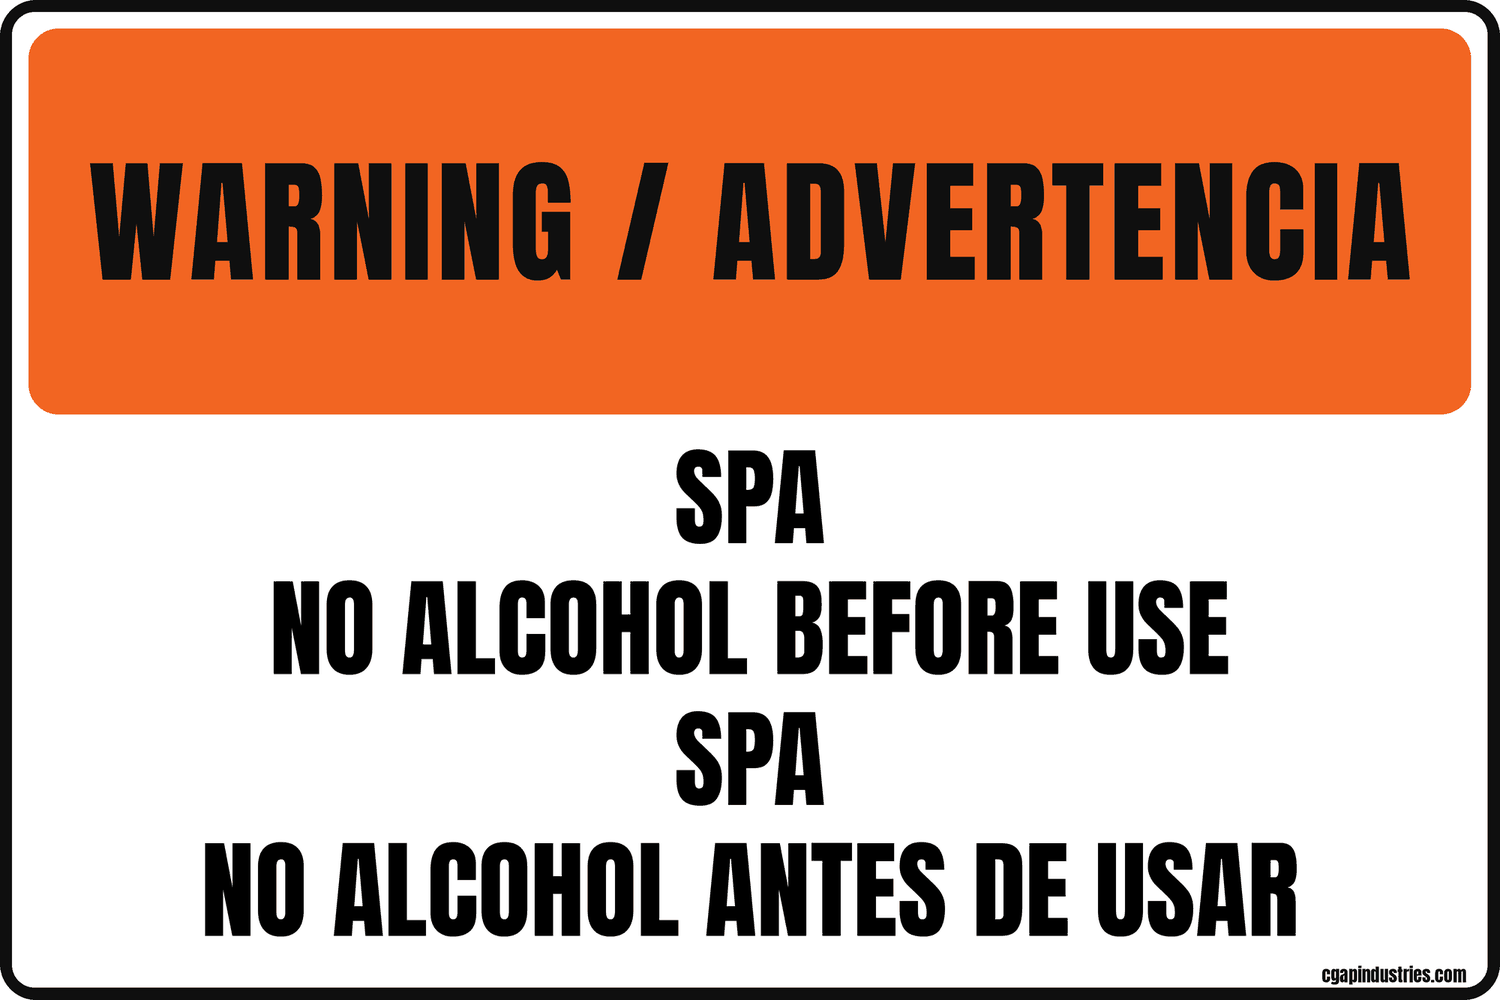 WARNING / ADVERTENCIA
SPA
NO ALCOHOL BEFORE USE
SPA
NO ALCOHOL ANTES DE USAR
cgapindustries.com